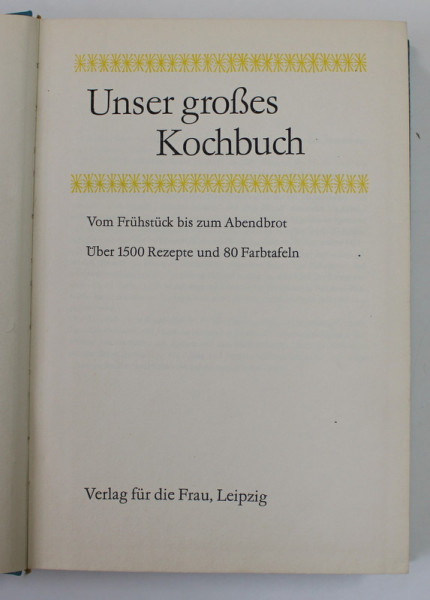 Unser großes
Kochbuch
Vom Frühstück bis zum Abendbrot
Über 1500 Rezepte und 80 Farbtafeln
Verlag für die Frau, Leipzig